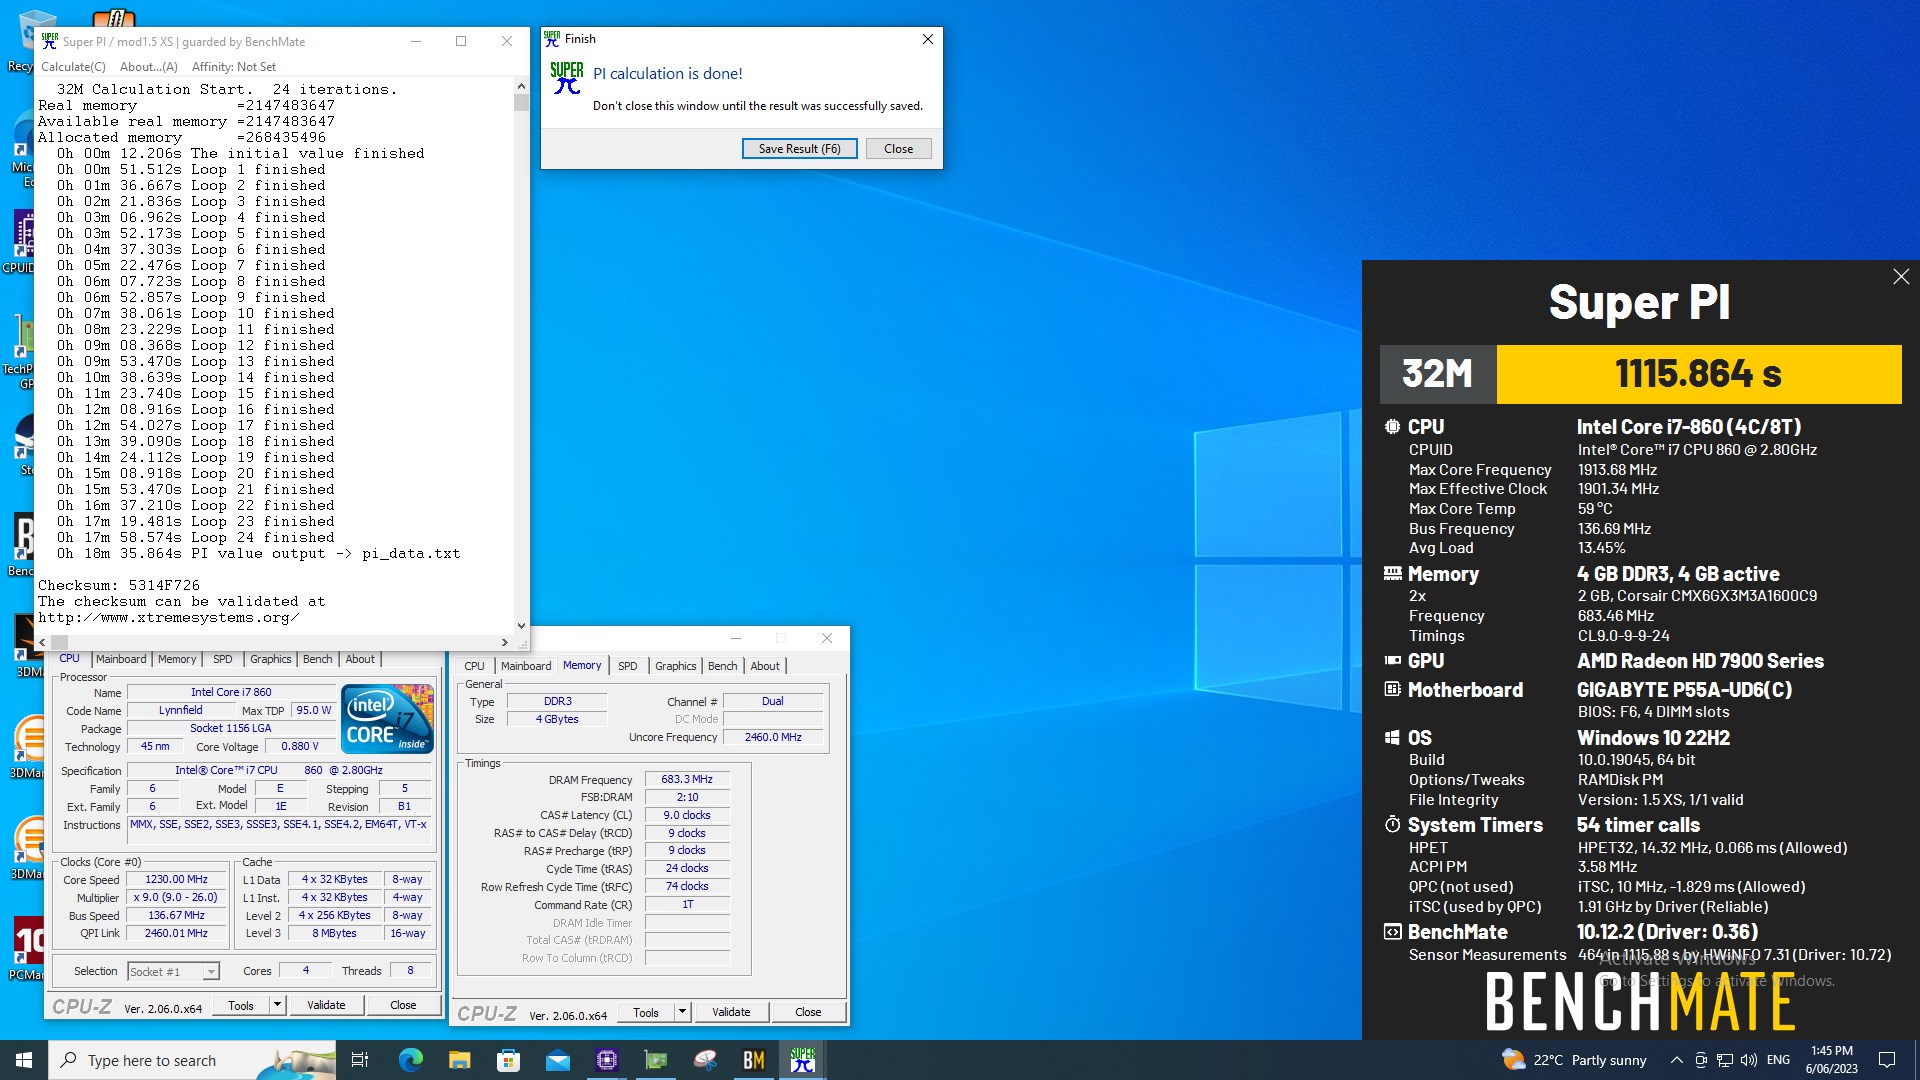 Super PI / mod1.5 XS | guarded by BenchMate
Calculate(C) About...(A) Affinity: Not Set
32M Calculation Start. 24 iterations.
Real memory =2147483647
Available real memory =2147483647
Allocated memory =268435496
0h 00m 12.206s The initial value finished
0h 00m 51.512s Loop 1 finished
0h 01m 36.667s Loop 2 finished
0h 02m 21.836s Loop 3 finished
0h 03m 06.962s Loop 4 finished
0h 03m 52.173s Loop 5 finished
0h 04m 37.303s Loop 6 finished
0h 05m 22.476s Loop 7 finished
0h 06m 07.723s Loop 8 finished
0h 06m 52.857s Loop 9 finished
0h 07m 38.061s Loop 10 finished
0h 08m 23.229s Loop 11 finished
0h 09m 08.368s Loop 12 finished
0h 09m 53.470s Loop 13 finished
0h 10m 38.639s Loop 14 finished
0h 11m 23.740s Loop 15 finished
0h 12m 08.916s Loop 16 finished
0h 12m 54.027s Loop 17 finished
0h 13m 39.090s Loop 18 finished
0h 14m 24.112s Loop 19 finished
0h 15m 08.918s Loop 20 finished
0h 15m 53.470s Loop 21 finished
0h 16m 37.210s Loop 22 finished
0h 17m 19.481s Loop 23 finished
0h 17m 58.574s Loop 24 finished
0h 18m 35.864s PI value output -> pi_data.txt
Checksum: 5314F726
The checksum can be validated at
http://www.xtremesystems.org/
Finish
SUPER
PI calculation is done!
Don't close this window until the result was successfully saved.
Save Result (F6) Close
CPU Mainboard Memory SPD Graphics Bench About
Processor
Name Intel Core i7 860
Code Name Lynnfield Max TDP 95.0 W
Package Socket 1156 LGA
Technology 45 nm Core Voltage 0.880 V
intel CORE i7 inside
Specification Intel® Core™ i7 CPU 860 @ 2.80GHz
Family 6 Model E Stepping 5
Ext. Family 6 Ext. Model 1E Revision B1
Instructions MMX, SSE, SSE2, SSE3, SSSE3, SSE4.1, SSE4.2, EM64T, VT-x
Clocks (Core #0)
Core Speed 1230.00 MHz
Multiplier x 9.0 (9.0 - 26.0)
Bus Speed 136.67 MHz
QPI Link 2460.01 MHz
Cache
L1 Data 4 x 32 KBytes 8-way
L1 Inst. 4 x 32 KBytes 4-way
Level 2 4 x 256 KBytes 8-way
Level 3 8 MBytes 16-way
Selection Socket #1 Cores 4 Threads 8
CPU-Z Ver. 2.06.0.x64 Tools Validate Close
CPU Mainboard Memory SPD Graphics Bench About
General
Type DDR3 Channel # Dual
Size 4 GBytes DC Mode
Uncore Frequency 2460.0 MHz
Timings
DRAM Frequency 683.3 MHz
FSB:DRAM 2:10
CAS# Latency (CL) 9.0 clocks
RAS# to CAS# Delay (tRCD) 9 clocks
RAS# Precharge (tRP) 9 clocks
Cycle Time (tRAS) 24 clocks
Row Refresh Cycle Time (tRFC) 74 clocks
Command Rate (CR) 1T
DRAM Idle Timer
Total CAS# (tRDRAM)
Row To Column (tRCD)
CPU-Z Ver. 2.06.0.x64 Tools Validate Close
Super PI
32M 1115.864 s
CPU Intel Core i7-860 (4C/8T)
CPUID Intel® Core™ i7 CPU 860 @ 2.80GHz
Max Core Frequency 1913.68 MHz
Max Effective Clock 1901.34 MHz
Max Core Temp 59 °C
Bus Frequency 136.69 MHz
Avg Load 13.45%
Memory 4 GB DDR3, 4 GB active
2x 2 GB, Corsair CMX6GX3M3A1600C9
Frequency 683.46 MHz
Timings CL9.0-9-9-24
GPU AMD Radeon HD 7900 Series
Motherboard GIGABYTE P55A-UD6(C)
BIOS: F6, 4 DIMM slots
OS Windows 10 22H2
Build 10.0.19045, 64 bit
Options/Tweaks RAMDisk PM
File Integrity Version: 1.5 XS, 1/1 valid
System Timers 54 timer calls
HPET HPET32, 14.32 MHz, 0.066 ms (Allowed)
ACPI PM 3.58 MHz
QPC (not used) iTSC, 10 MHz, -1.829 ms (Allowed)
iTSC (used by QPC) 1.91 GHz by Driver (Reliable)
BenchMate 10.12.2 (Driver: 0.36)
Sensor Measurements 464 in 1115.88 s by HWiNFO 7.31 (Driver: 10.72)
Activate Windows
Go to Settings to activate Windows.
BENCHMATE
Type here to search
BM
SUPER
22°C Partly sunny
ENG
1:45 PM
6/06/2023